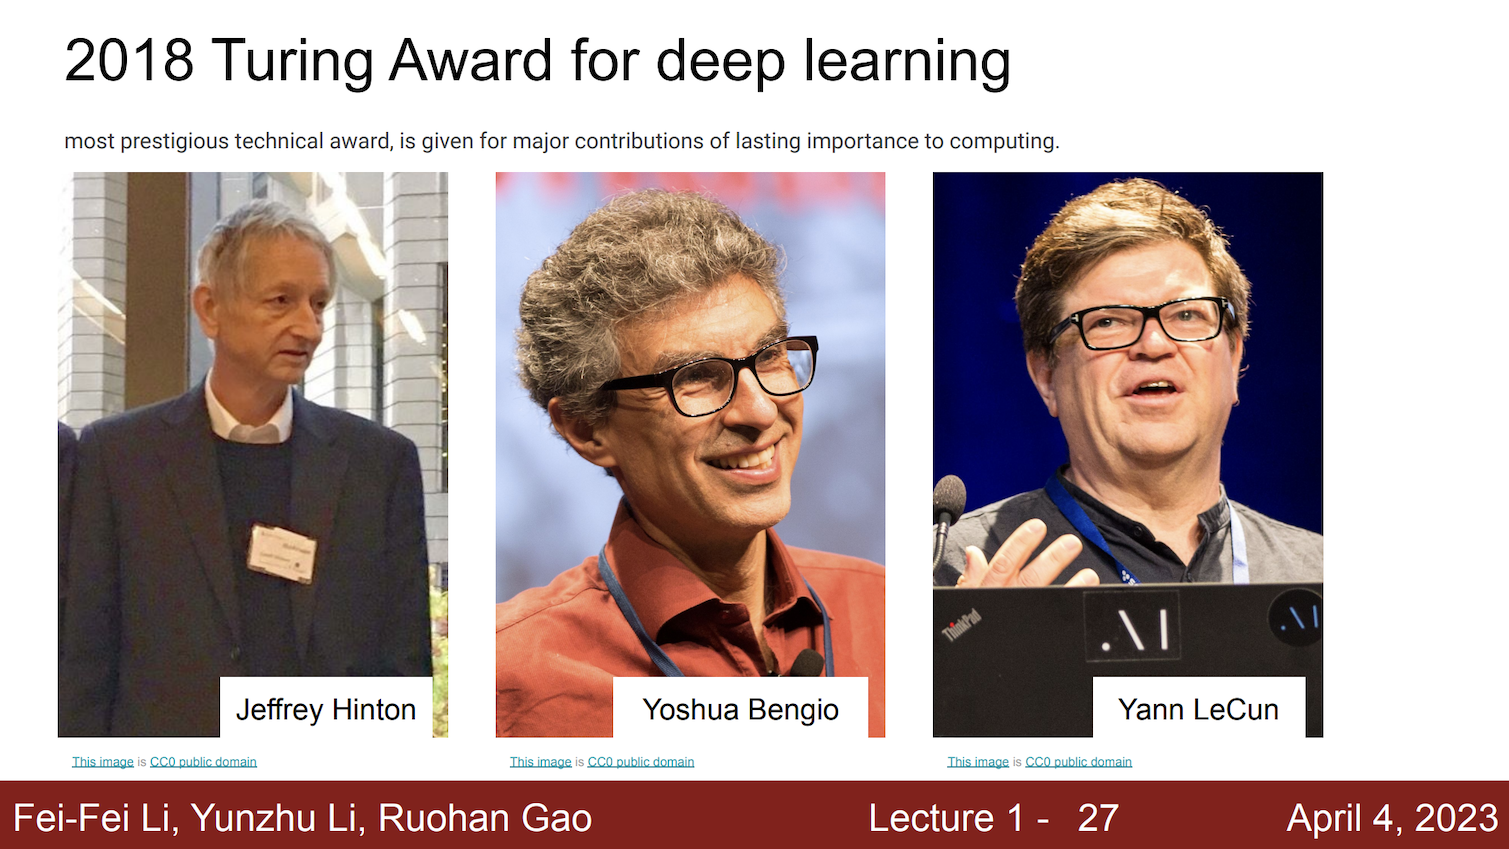 2018 Turing Award for deep learning
most prestigious technical award, is given for major contributions of lasting importance to computing.
ThinkPad
.\I
.\I
Jeffrey Hinton
Yoshua Bengio
Yann LeCun
This image is CC0 public domain
This image is CC0 public domain
This image is CC0 public domain
Fei-Fei Li, Yunzhu Li, Ruohan Gao
Lecture 1 - 27
April 4, 2023